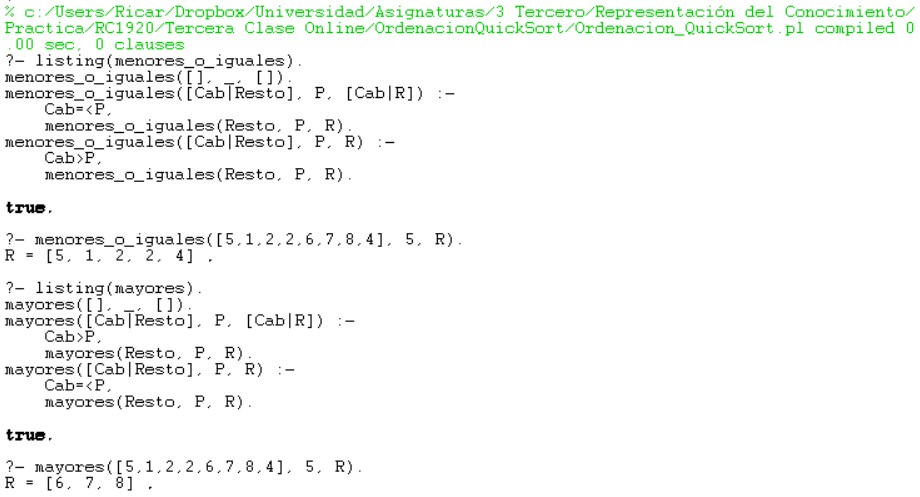 % c:/Users/Ricar/Dropbox/Universidad/Asignaturas/3 Tercero/Representación del Conocimiento/
Practica/RC1920/Tercera Clase Online/OrdenacionQuickSort/Ordenacion_QuickSort.pl compiled 0
.00 sec, 0 clauses
?- listing(menores_o_iguales).
menores_o_iguales([], _, []).
menores_o_iguales([Cab|Resto], P, [Cab|R]) :-
    Cab=<P,
    menores_o_iguales(Resto, P, R).
menores_o_iguales([Cab|Resto], P, R) :-
    Cab>P,
    menores_o_iguales(Resto, P, R).
true.
?- menores_o_iguales([5,1,2,2,6,7,8,4], 5, R).
R = [5, 1, 2, 2, 4] .
?- listing(mayores).
mayores([], _, []).
mayores([Cab|Resto], P, [Cab|R]) :-
    Cab>P,
    mayores(Resto, P, R).
mayores([Cab|Resto], P, R) :-
    Cab=<P,
    mayores(Resto, P, R).
true.
?- mayores([5,1,2,2,6,7,8,4], 5, R).
R = [6, 7, 8] .